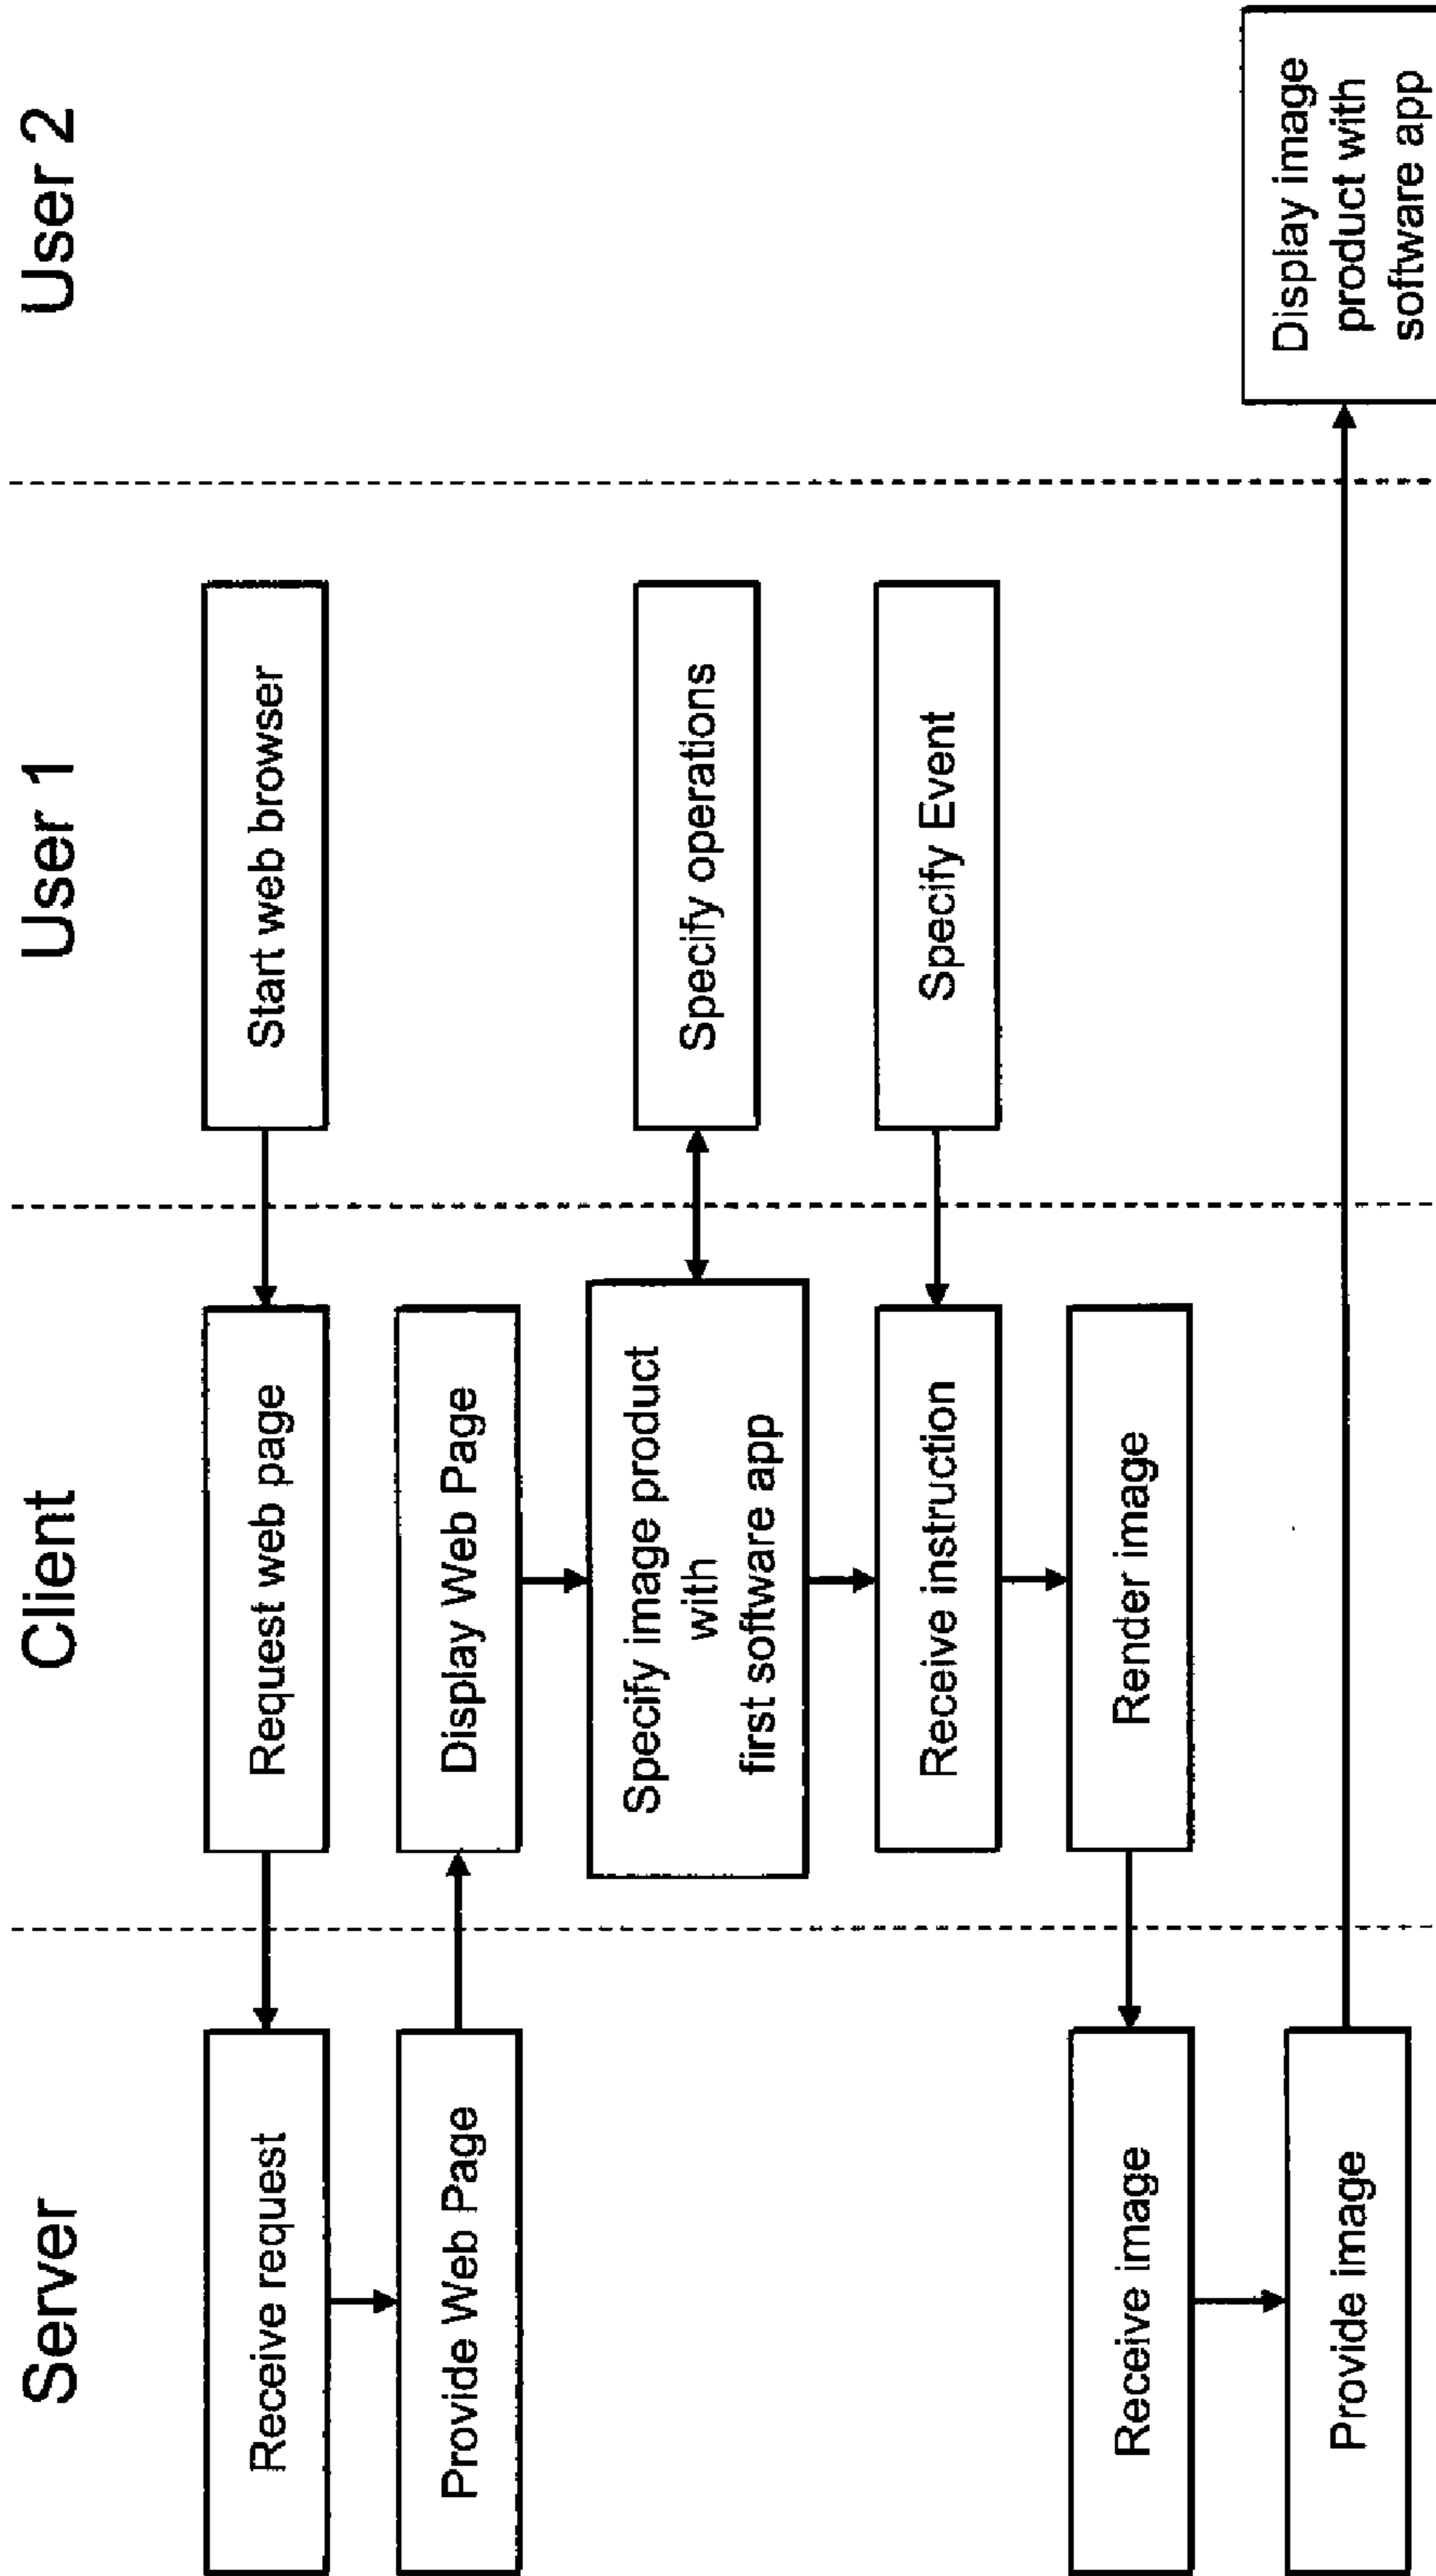 Server
Client
User 1
User 2
Receive request
Request web page
Start web browser
Provide Web Page
Display Web Page
Specify image product
with
first software app
Specify operations
Receive instruction
Specify Event
Receive image
Render image
Provide image
Display image
product with
software app